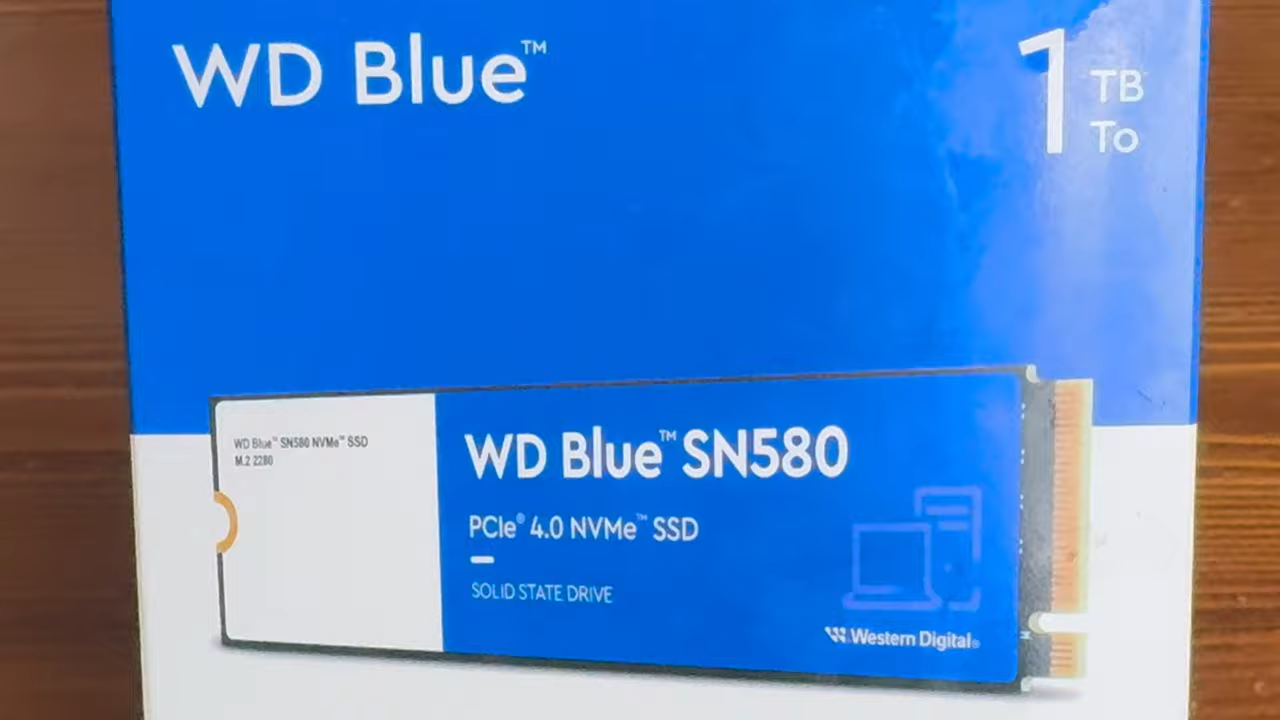 WD Blue™
1 TB
To
WD Blue™ SN580 NVMe™ SSD
M.2 2280
WD Blue™ SN580
PCIe® 4.0 NVMe™ SSD
SOLID STATE DRIVE
Western Digital®